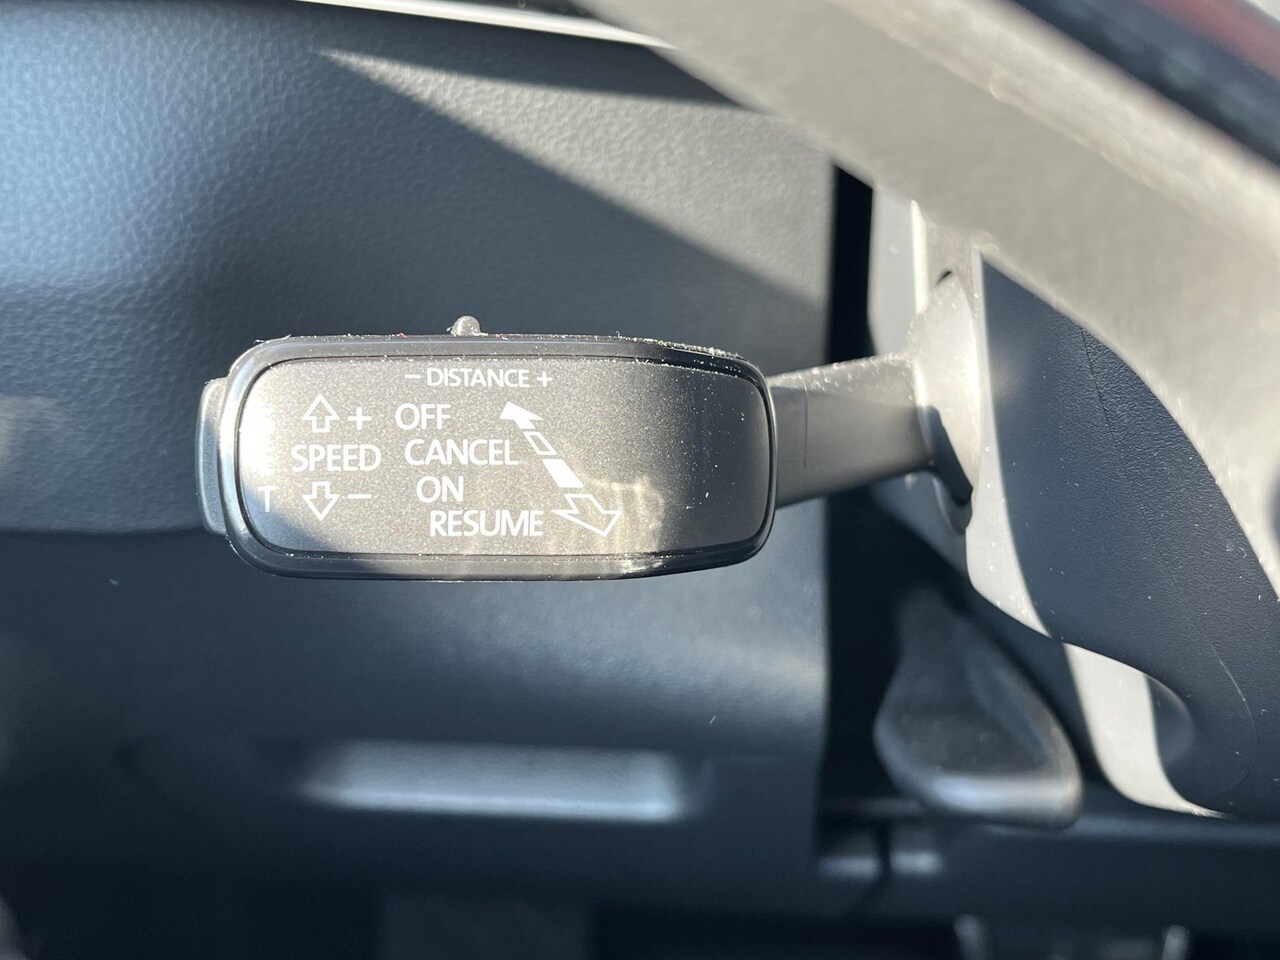 − DISTANCE +
+ OFF
SPEED CANCEL
T − ON
RESUME